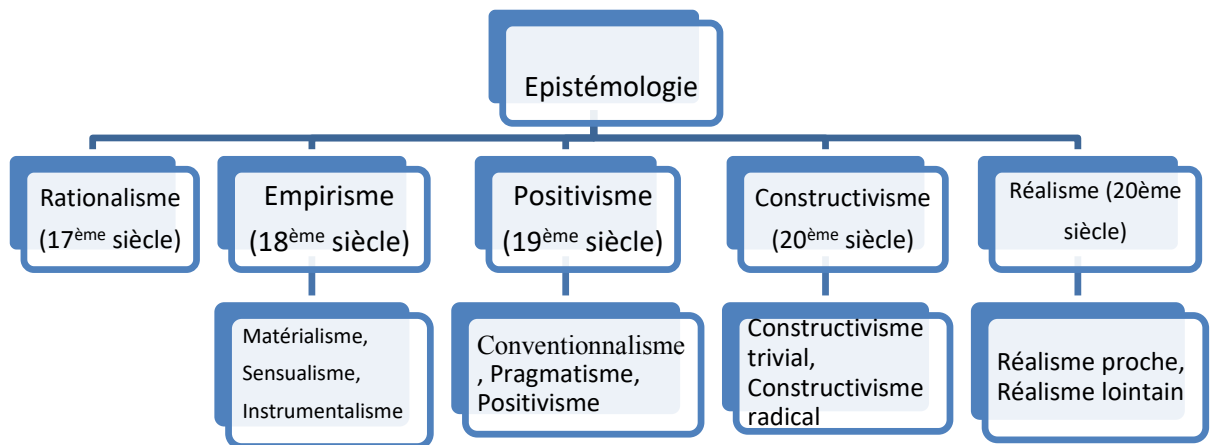 Epistémologie
Rationalisme
(17ème siècle)
Empirisme
(18ème siècle)
Positivisme
(19ème siècle)
Constructivisme
(20ème siècle)
Réalisme (20ème
siècle)
Matérialisme,
Sensualisme,
Instrumentalisme
Conventionnalisme
, Pragmatisme,
Positivisme
Constructivisme
trivial,
Constructivisme
radical
Réalisme proche,
Réalisme lointain